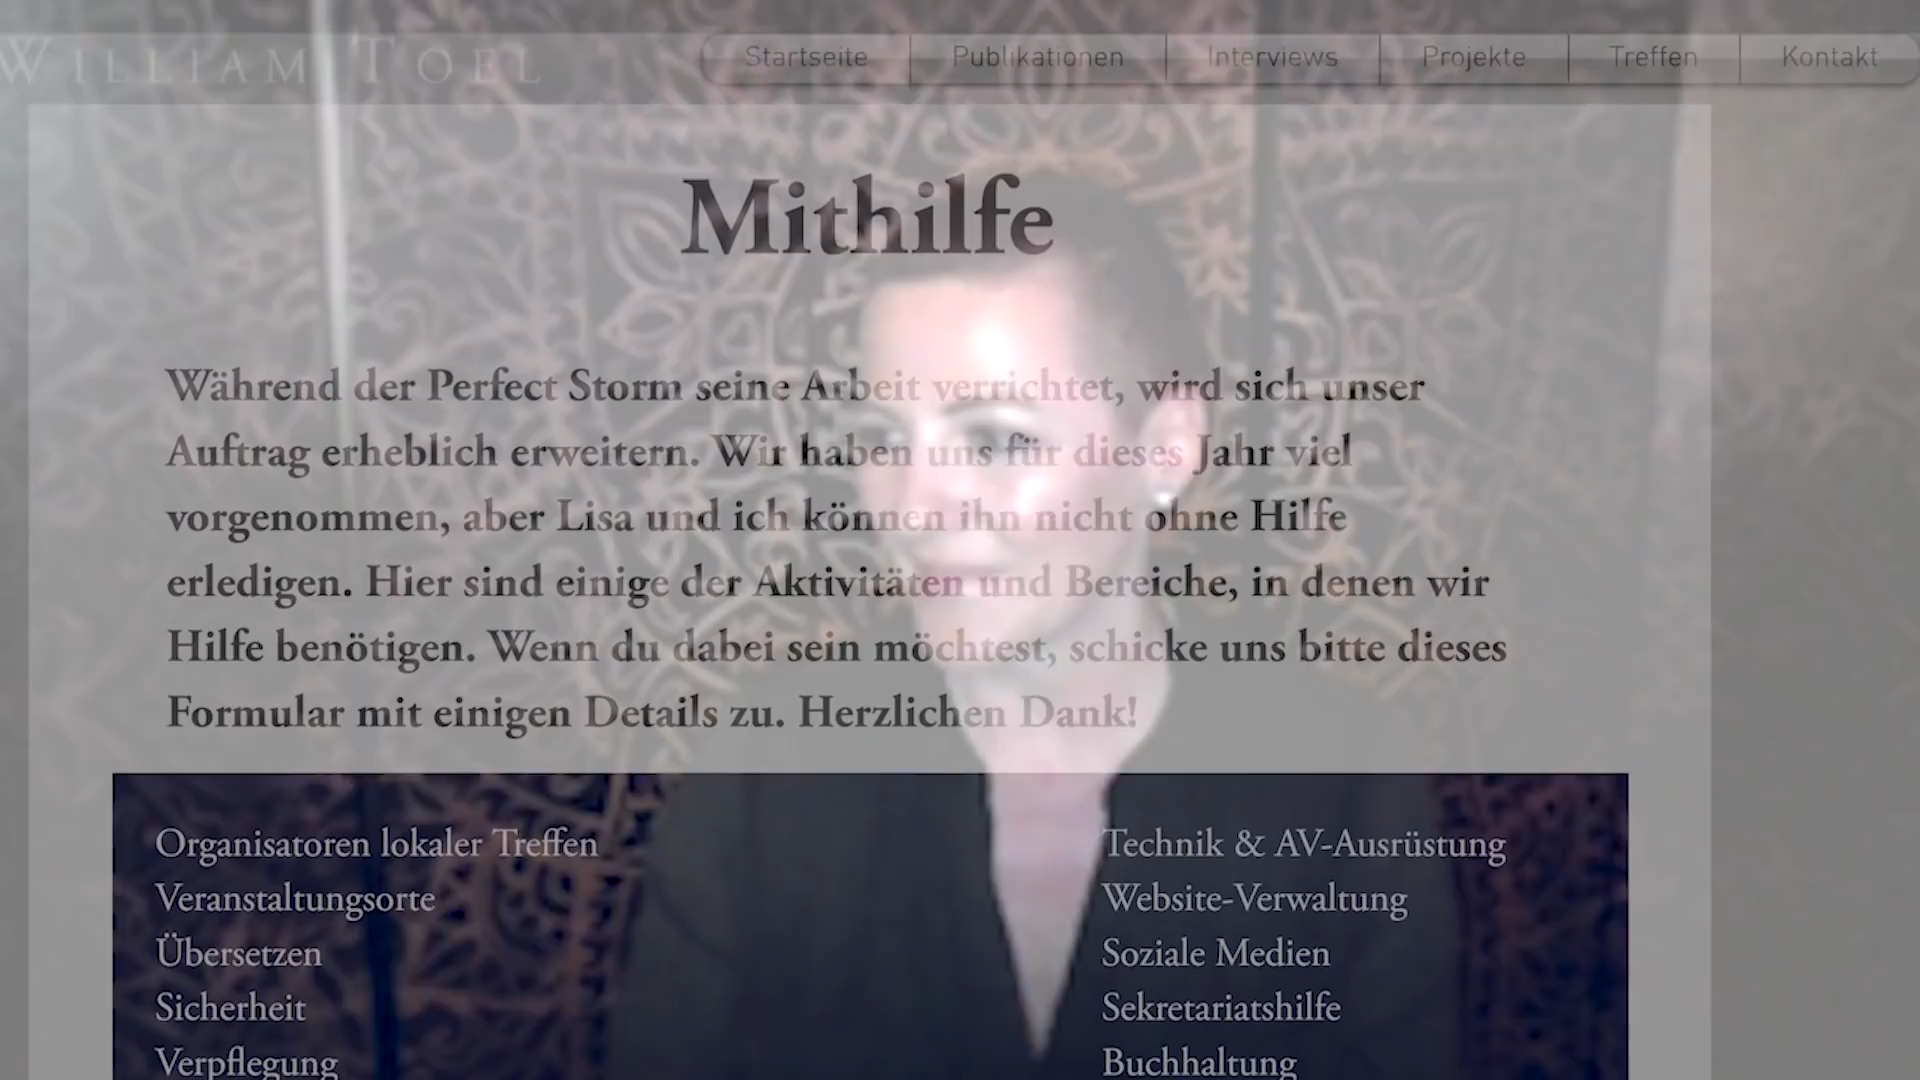 William Toel
Startseite
Publikationen
Interviews
Projekte
Treffen
Kontakt
Mithilfe
Während der Perfect Storm seine Arbeit verrichtet, wird sich unser
Auftrag erheblich erweitern. Wir haben uns für dieses Jahr viel
vorgenommen, aber Lisa und ich können ihn nicht ohne Hilfe
erledigen. Hier sind einige der Aktivitäten und Bereiche, in denen wir
Hilfe benötigen. Wenn du dabei sein möchtest, schicke uns bitte dieses
Formular mit einigen Details zu. Herzlichen Dank!
Organisatoren lokaler Treffen
Veranstaltungsorte
Übersetzen
Sicherheit
Verpflegung
Technik & AV-Ausrüstung
Website-Verwaltung
Soziale Medien
Sekretariatshilfe
Buchhaltung